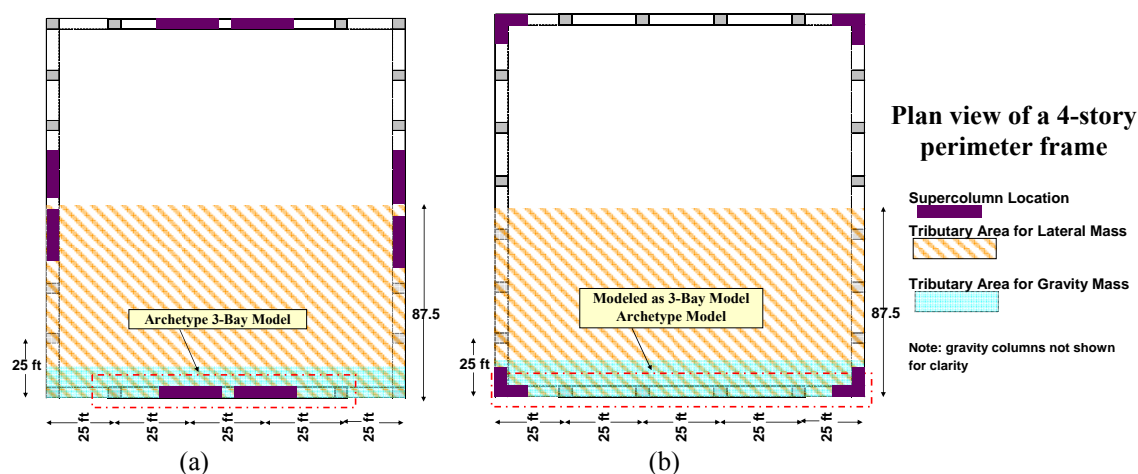 Archetype 3-Bay Model
25 ft
87.5
25 ft
25 ft
25 ft
25 ft
25 ft
(a)
Modeled as 3-Bay Model
Archetype Model
25 ft
87.5
25 ft
25 ft
25 ft
25 ft
25 ft
(b)
Plan view of a 4-story
perimeter frame
Supercolumn Location
Tributary Area for Lateral Mass
Tributary Area for Gravity Mass
Note: gravity columns not shown
for clarity